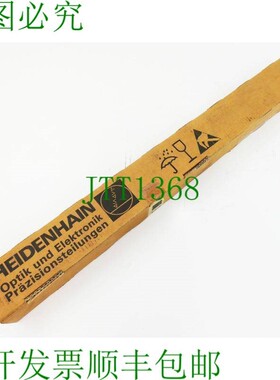 图必究
JTT1368
HEIDENHAIN
Optik und Elektronik
Präzisionsteilungen
开发票顺丰包邮